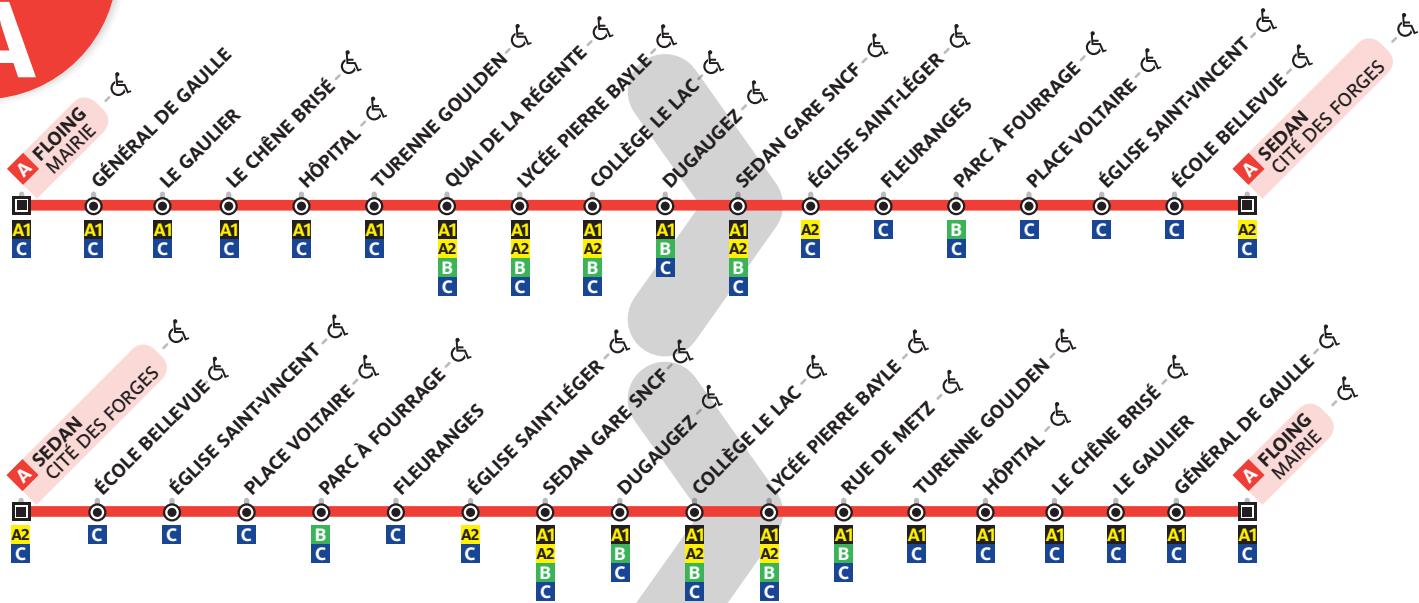 A
A FLOING
MAIRIE
GÉNÉRAL DE GAULLE
LE GAULIER
LE CHÊNE BRISÉ
HÔPITAL
TURENNE GOULDEN
QUAI DE LA RÉGENTE
LYCÉE PIERRE BAYLE
COLLÈGE LE LAC
DUGAUGEZ
SEDAN GARE SNCF
ÉGLISE SAINT-LÉGER
FLEURANGES
PARC À FOURRAGE
PLACE VOLTAIRE
ÉGLISE SAINT-VINCENT
ÉCOLE BELLEVUE
A SEDAN
CITÉ DES FORGES
A1 A1 A1 A1 A1 A1 A1 A1 A1 A1 A1 A2 C B C C C A2
C C C C C C A2 A2 A2 B A2 C C C
B B B C B
C C C C
A SEDAN
CITÉ DES FORGES
ÉCOLE BELLEVUE
ÉGLISE SAINT-VINCENT
PLACE VOLTAIRE
PARC À FOURRAGE
FLEURANGES
ÉGLISE SAINT-LÉGER
SEDAN GARE SNCF
DUGAUGEZ
COLLÈGE LE LAC
LYCÉE PIERRE BAYLE
RUE DE METZ
TURENNE GOULDEN
HÔPITAL
LE CHÊNE BRISÉ
LE GAULIER
GÉNÉRAL DE GAULLE
A FLOING
MAIRIE
A2 C C C B C A2 A1 A1 A1 A1 A1 A1 A1 A1 A1 A1 A1
C C C A2 B A2 A2 B C C C C C C
B C B B C
C C C